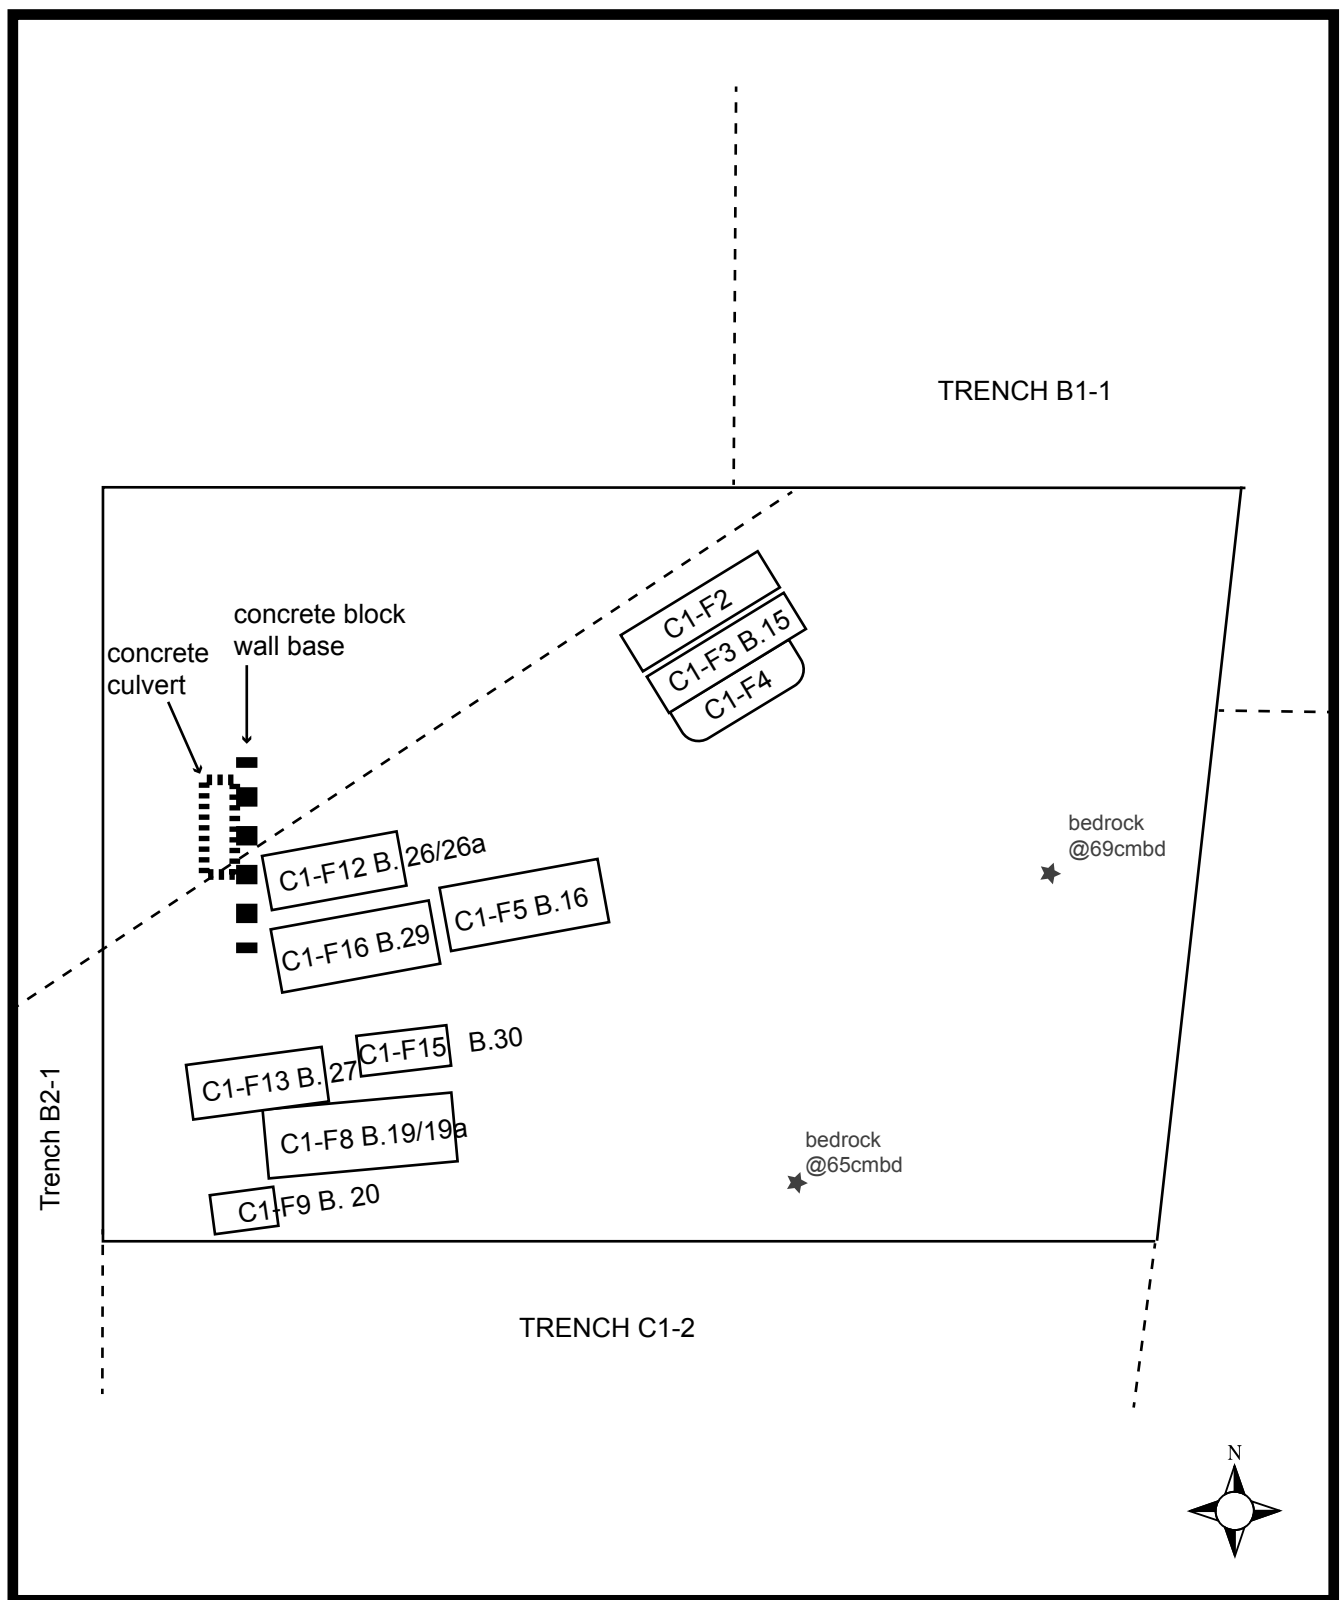 TRENCH B1-1
concrete block
wall base
concrete
culvert
C1-F2
C1-F3 B.15
C1-F4
bedrock
@69cmbd
C1-F12 B. 26/26a
C1-F5 B.16
C1-F16 B.29
C1-F15 B.30
C1-F13 B. 27
C1-F8 B.19/19a
C1-F9 B. 20
bedrock
@65cmbd
Trench B2-1
TRENCH C1-2
N